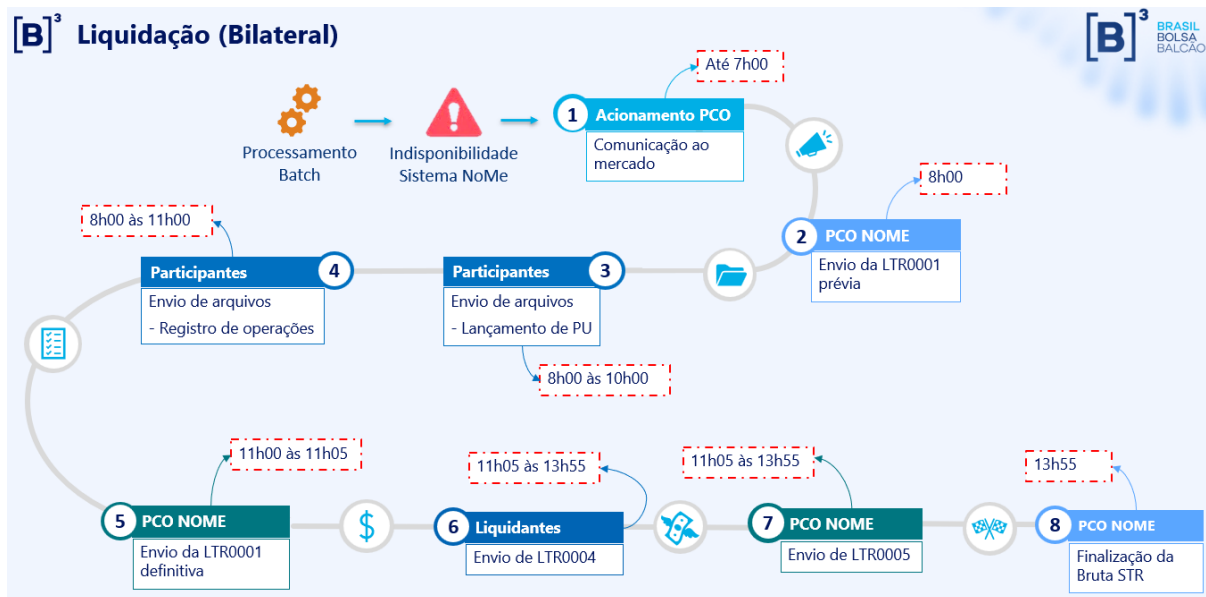 [B]³ Liquidação (Bilateral)
[B]³ BRASIL
BOLSA
BALCÃO
Processamento
Batch
Indisponibilidade
Sistema NoMe
Até 7h00
1 Acionamento PCO
Comunicação ao
mercado
8h00
2 PCO NOME
Envio da LTR0001
prévia
Participantes 3
Envio de arquivos
- Lançamento de PU
8h00 às 10h00
8h00 às 11h00
Participantes 4
Envio de arquivos
- Registro de operações
11h00 às 11h05
5 PCO NOME
Envio da LTR0001
definitiva
$
11h05 às 13h55
6 Liquidantes
Envio de LTR0004
11h05 às 13h55
7 PCO NOME
Envio de LTR0005
13h55
8 PCO NOME
Finalização da
Bruta STR